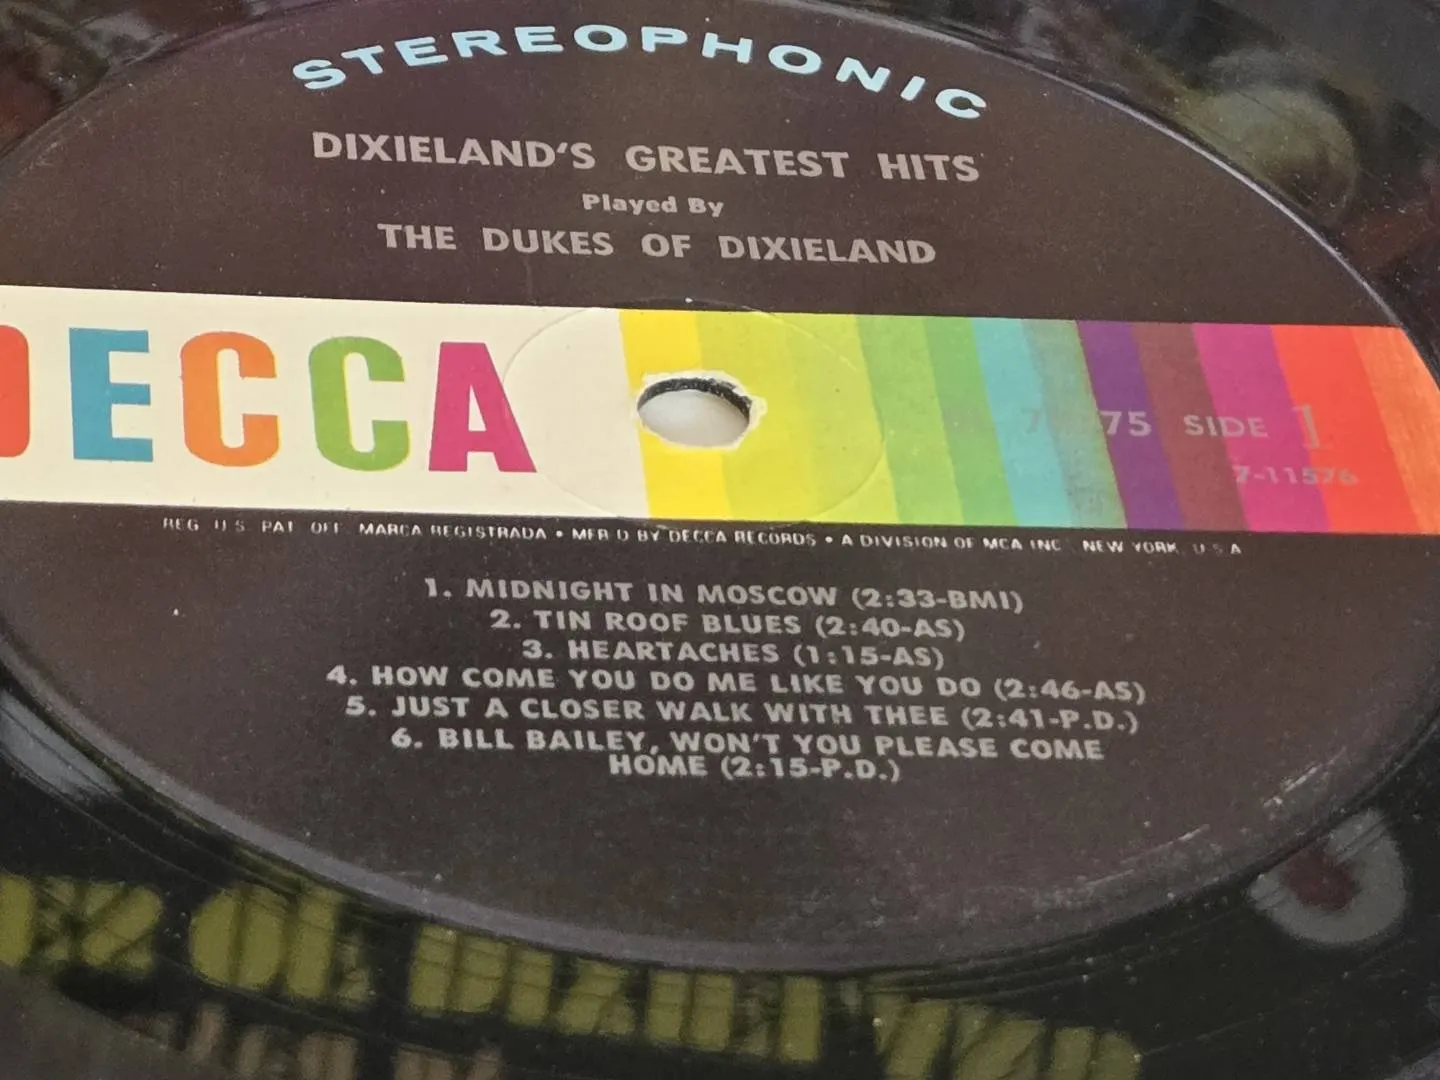 STEREOPHONIC
DIXIELAND'S GREATEST HITS
Played By
THE DUKES OF DIXIELAND
DECCA
75 SIDE 1
7-11576
REG. U.S. PAT. OFF. MARCA REGISTRADA • MFR'D BY DECCA RECORDS • A DIVISION OF MCA INC., NEW YORK, U.S.A.
1. MIDNIGHT IN MOSCOW (2:33-BMI)
2. TIN ROOF BLUES (2:40-AS)
3. HEARTACHES (1:15-AS)
4. HOW COME YOU DO ME LIKE YOU DO (2:46-AS)
5. JUST A CLOSER WALK WITH THEE (2:41-P.D.)
6. BILL BAILEY, WON'T YOU PLEASE COME
HOME (2:15-P.D.)